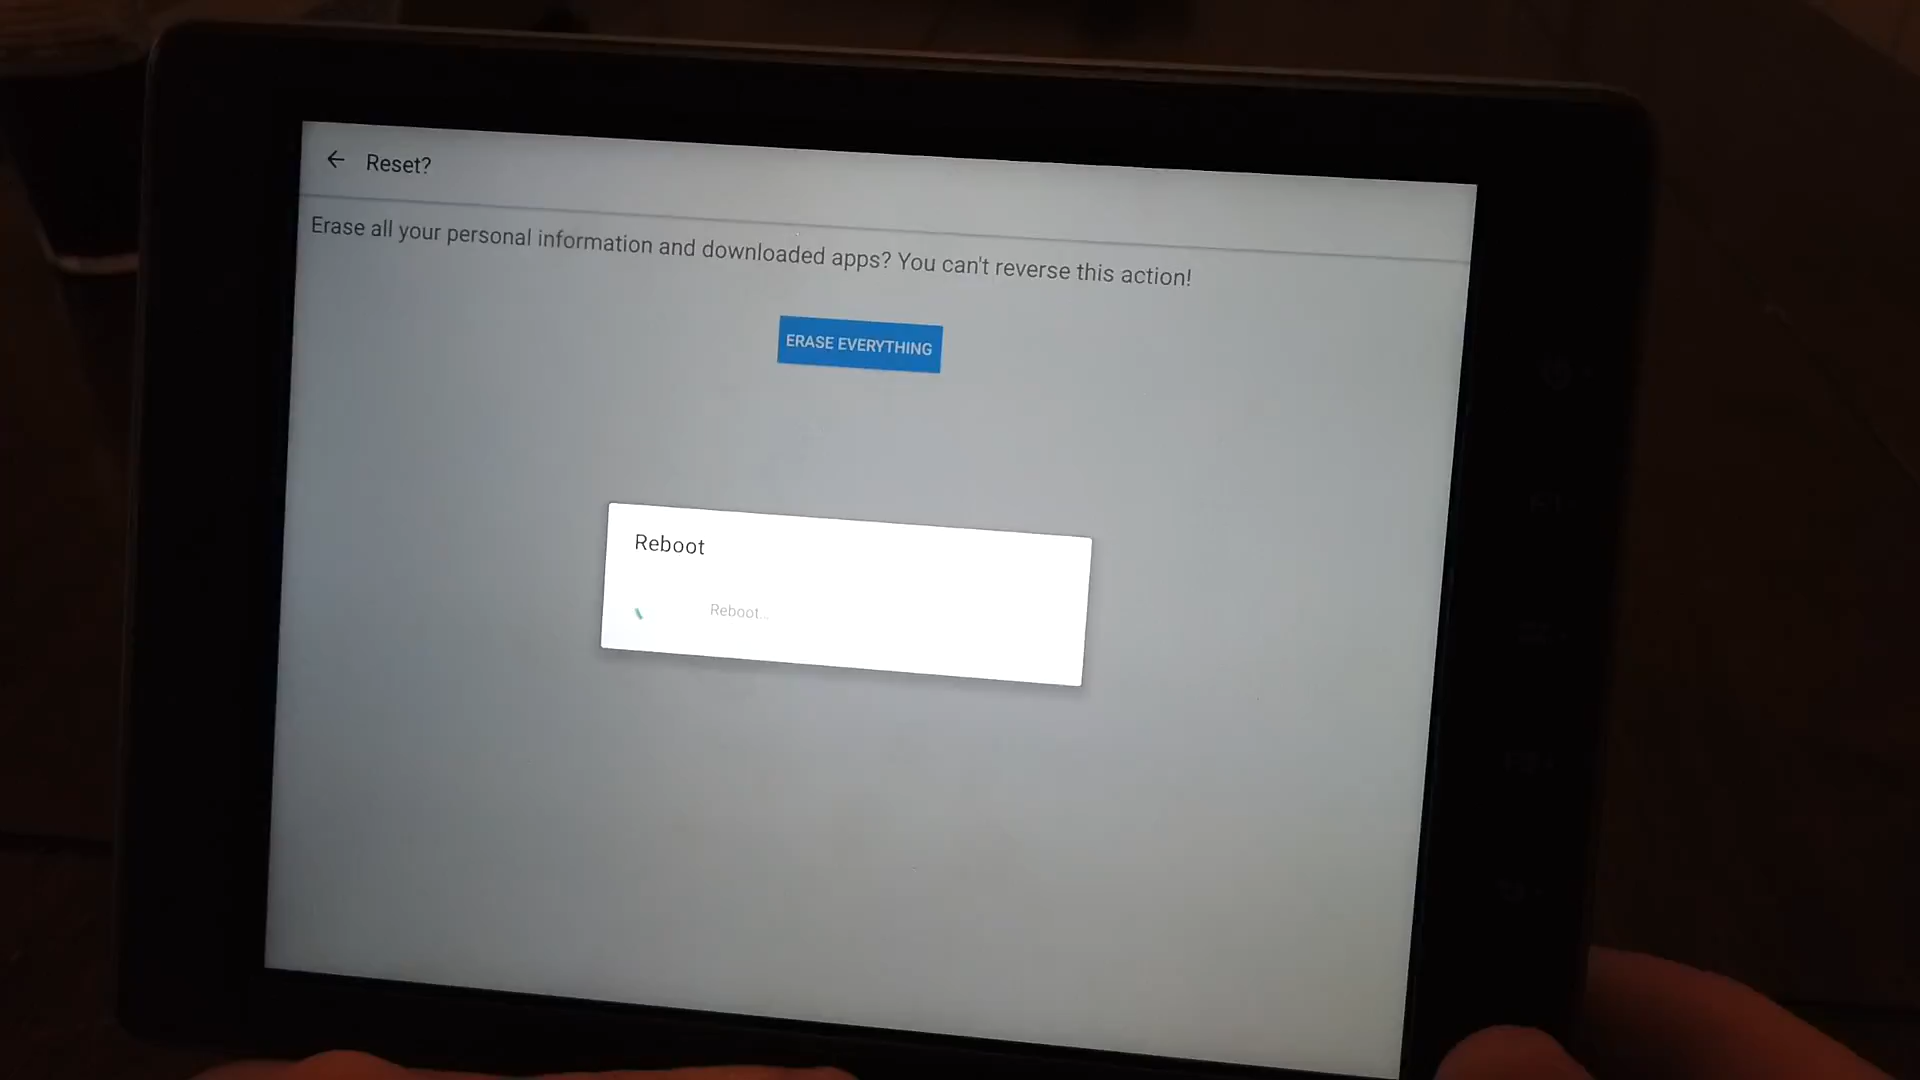 Reset?
Erase all your personal information and downloaded apps? You can't reverse this action!
ERASE EVERYTHING
Reboot
Reboot...